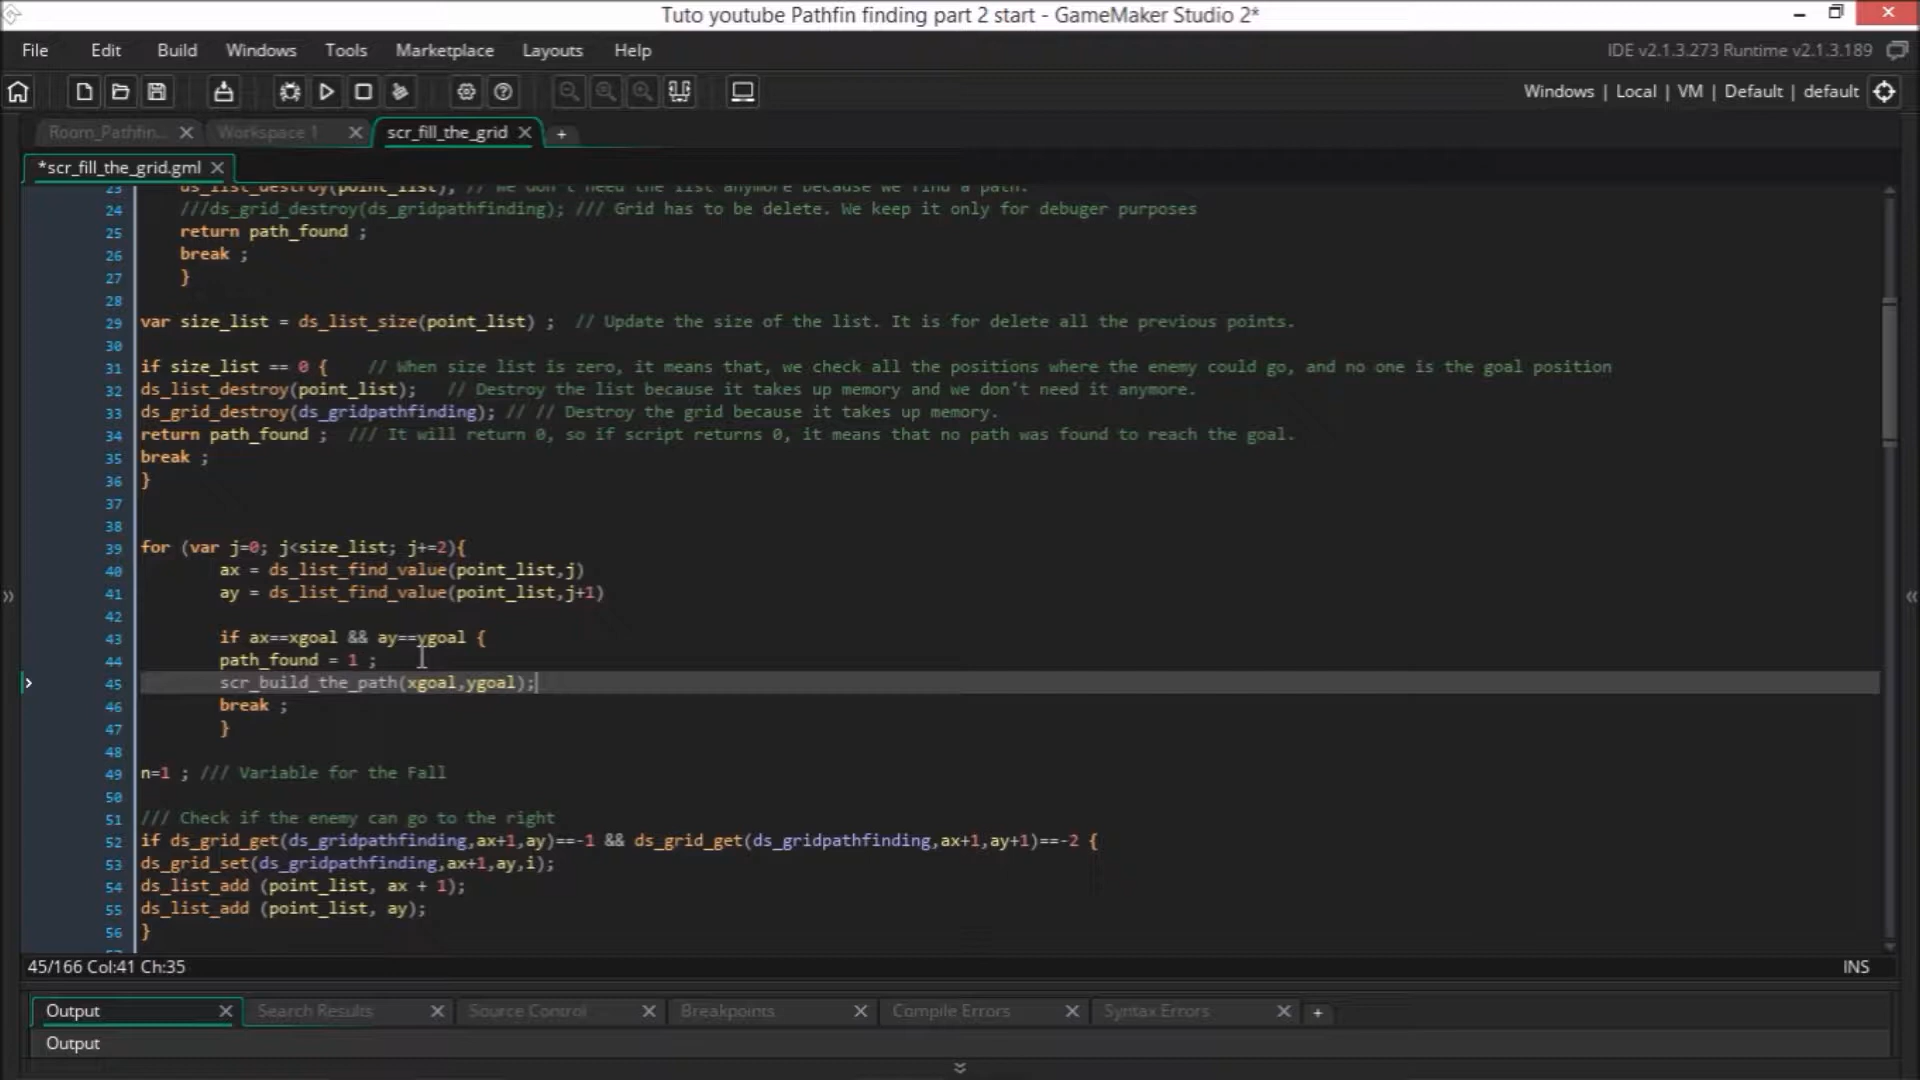 Tuto youtube Pathfin finding part 2 start - GameMaker Studio 2*
File Edit Build Windows Tools Marketplace Layouts Help
IDE v2.1.3.273 Runtime v2.1.3.189
Windows | Local | VM | Default | default
Room_Pathfin... Workspace 1 scr_fill_the_grid
*scr_fill_the_grid.gml
23 ds_list_destroy(point_list); // We don't need the list anymore because we find a path.
24 ///ds_grid_destroy(ds_gridpathfinding); /// Grid has to be delete. We keep it only for debuger purposes
25 return path_found ;
26 break ;
27 }
28
29 var size_list = ds_list_size(point_list) ; // Update the size of the list. It is for delete all the previous points.
30
31 if size_list == 0 { // When size list is zero, it means that, we check all the positions where the enemy could go, and no one is the goal position
32 ds_list_destroy(point_list); // Destroy the list because it takes up memory and we don't need it anymore.
33 ds_grid_destroy(ds_gridpathfinding); // // Destroy the grid because it takes up memory.
34 return path_found ; /// It will return 0, so if script returns 0, it means that no path was found to reach the goal.
35 break ;
36 }
37
38
39 for (var j=0; j<size_list; j+=2){
40 ax = ds_list_find_value(point_list,j)
41 ay = ds_list_find_value(point_list,j+1)
42
43 if ax==xgoal && ay==ygoal {
44 path_found = 1 ;
45 scr_build_the_path(xgoal,ygoal);
46 break ;
47 }
48
49 n=1 ; /// Variable for the Fall
50
51 /// Check if the enemy can go to the right
52 if ds_grid_get(ds_gridpathfinding,ax+1,ay)==-1 && ds_grid_get(ds_gridpathfinding,ax+1,ay+1)==-2 {
53 ds_grid_set(ds_gridpathfinding,ax+1,ay,i);
54 ds_list_add (point_list, ax + 1);
55 ds_list_add (point_list, ay);
56 }
45/166 Col:41 Ch:35 INS
Output Search Results Source Control Breakpoints Compile Errors Syntax Errors
Output